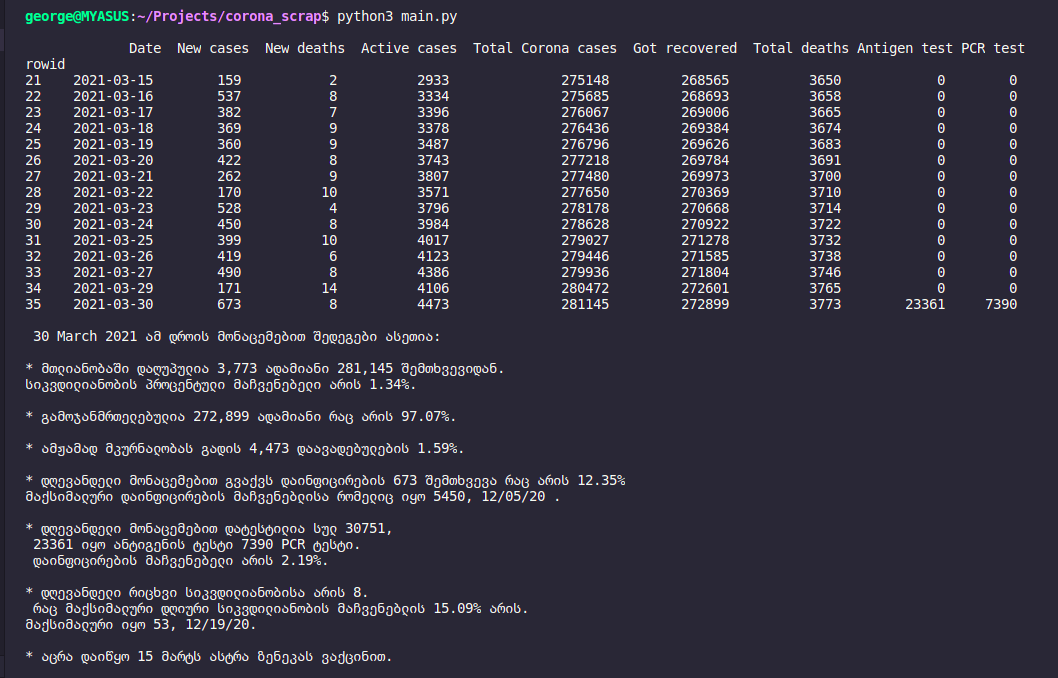 george@MYASUS:~/Projects/corona_scrap$ python3 main.py
Date New cases New deaths Active cases Total Corona cases Got recovered Total deaths Antigen test PCR test
rowid
21 2021-03-15 159 2 2933 275148 268565 3650 0 0
22 2021-03-16 537 8 3334 275685 268693 3658 0 0
23 2021-03-17 382 7 3396 276067 269006 3665 0 0
24 2021-03-18 369 9 3378 276436 269384 3674 0 0
25 2021-03-19 360 9 3487 276796 269626 3683 0 0
26 2021-03-20 422 8 3743 277218 269784 3691 0 0
27 2021-03-21 262 9 3807 277480 269973 3700 0 0
28 2021-03-22 170 10 3571 277650 270369 3710 0 0
29 2021-03-23 528 4 3796 278178 270668 3714 0 0
30 2021-03-24 450 8 3984 278628 270922 3722 0 0
31 2021-03-25 399 10 4017 279027 271278 3732 0 0
32 2021-03-26 419 6 4123 279446 271585 3738 0 0
33 2021-03-27 490 8 4386 279936 271804 3746 0 0
34 2021-03-29 171 14 4106 280472 272601 3765 0 0
35 2021-03-30 673 8 4473 281145 272899 3773 23361 7390
30 March 2021 ამ დროის მონაცემებით შედეგები ასეთია:
* მთლიანობაში დაღუპულია 3,773 ადამიანი 281,145 შემთხვევიდან.
სიკვდილიანობის პროცენტული მაჩვენებელი არის 1.34%.
* გამოჯანმრთელებულია 272,899 ადამიანი რაც არის 97.07%.
* ამჟამად მკურნალობას გადის 4,473 დაავადებულების 1.59%.
* დღევანდელი მონაცემებით გვაქვს დაინფიცირების 673 შემთხვევა რაც არის 12.35%
მაქსიმალური დაინფიცირების მაჩვენებლისა რომელიც იყო 5450, 12/05/20 .
* დღევანდელი მონაცემებით დატესტილია სულ 30751,
23361 იყო ანტიგენის ტესტი 7390 PCR ტესტი.
დაინფიცირების მაჩვენებელი არის 2.19%.
* დღევანდელი რიცხვი სიკვდილიანობისა არის 8.
რაც მაქსიმალური დღიური სიკვდილიანობის მაჩვენებლის 15.09% არის.
მაქსიმალური იყო 53, 12/19/20.
* აცრა დაიწყო 15 მარტს ასტრა ზენეკას ვაქცინით.